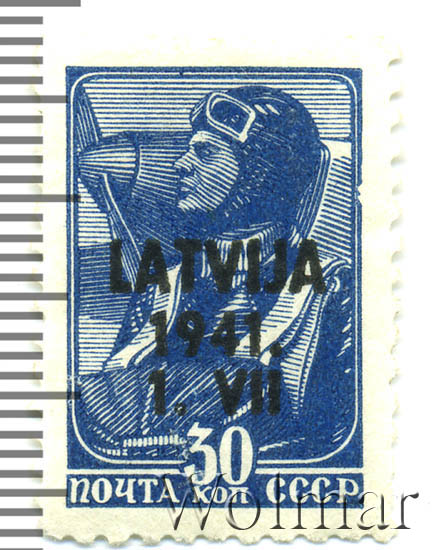 LATVIJA
1941.
1. VII
30
ПОЧТА КОП СССР
Wolmar